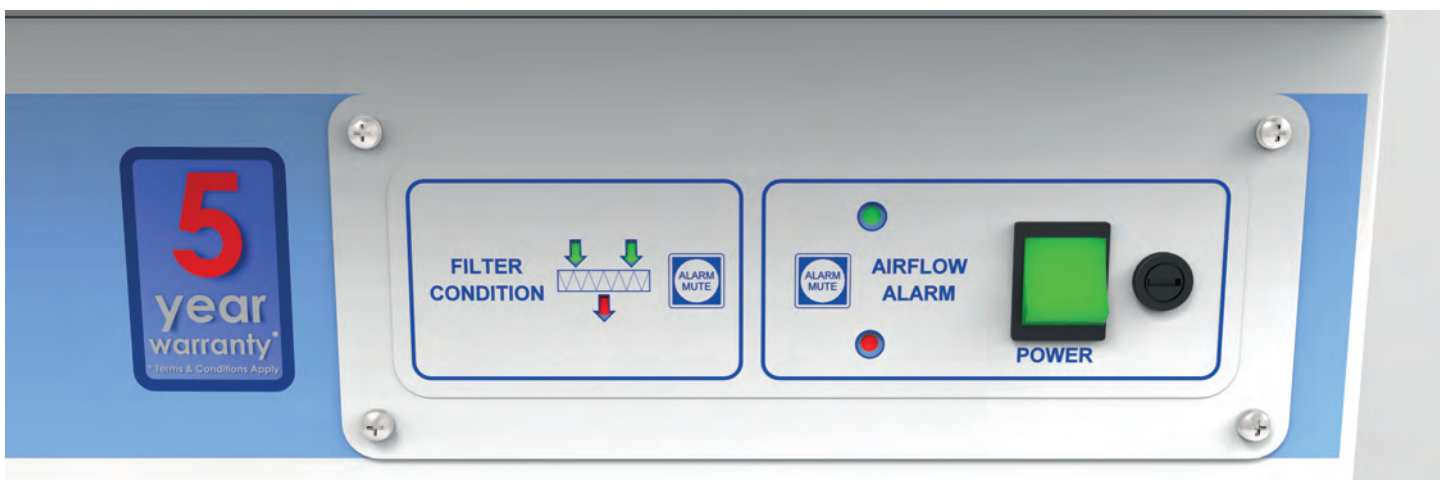 5
year
warranty*
* Terms & Conditions Apply
FILTER
CONDITION
ALARM
MUTE
ALARM
MUTE
AIRFLOW
ALARM
POWER